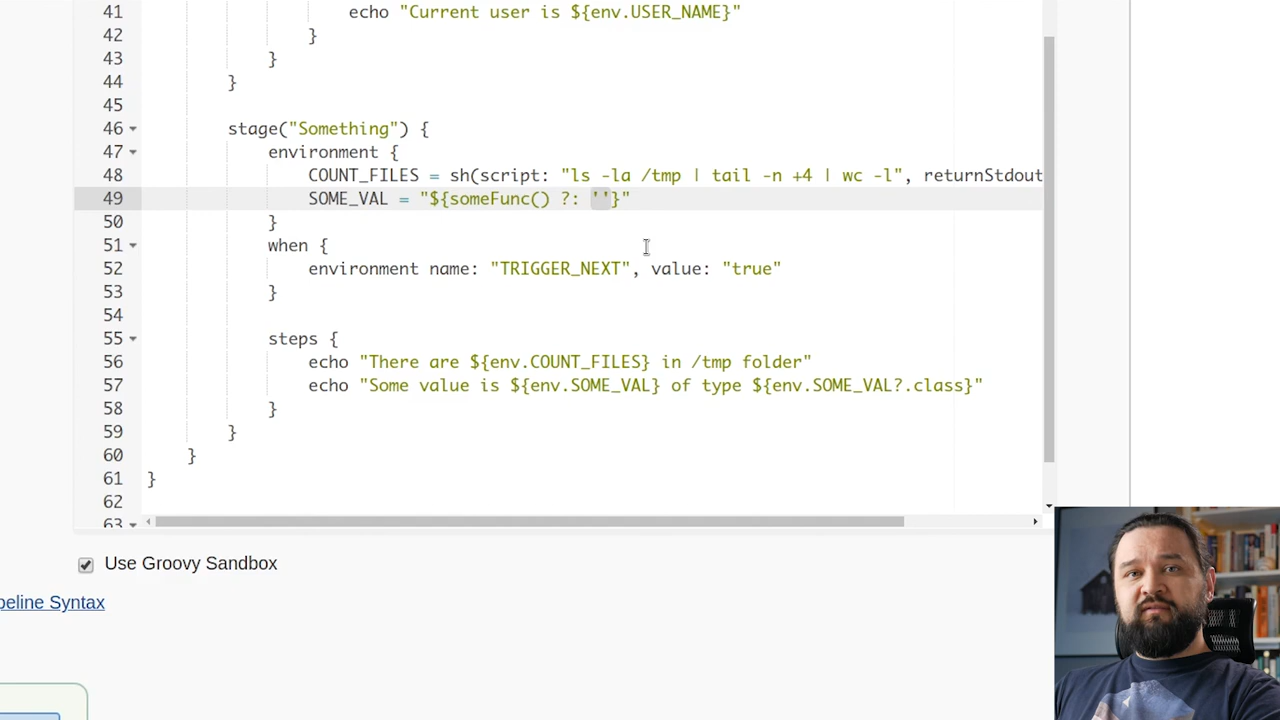 41 echo "Current user is ${env.USER_NAME}"
42 }
43 }
44 }
45
46 stage("Something") {
47 environment {
48 COUNT_FILES = sh(script: "ls -la /tmp | tail -n +4 | wc -l", returnStdout
49 SOME_VAL = "${someFunc() ?: ''}"
50 }
51 when {
52 environment name: "TRIGGER_NEXT", value: "true"
53 }
54
55 steps {
56 echo "There are ${env.COUNT_FILES} in /tmp folder"
57 echo "Some value is ${env.SOME_VAL} of type ${env.SOME_VAL?.class}"
58 }
59 }
60 }
61 }
62
63
Use Groovy Sandbox
peline Syntax